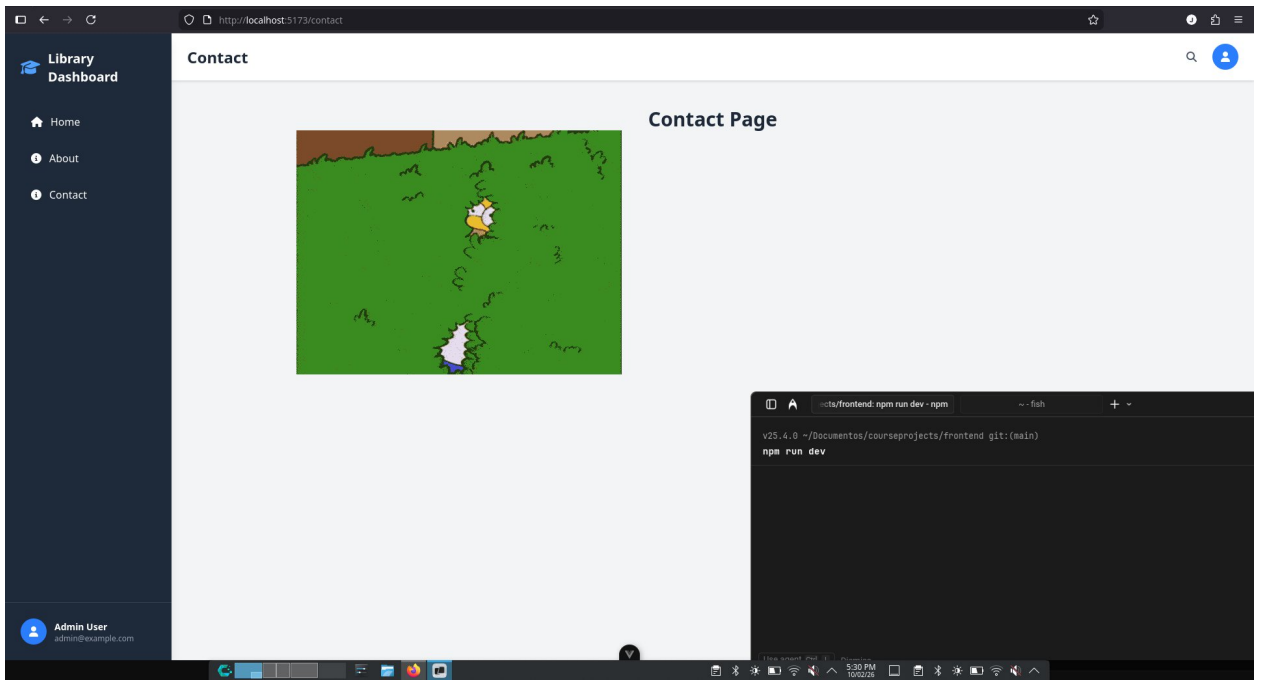 http://localhost:5173/contact
Library
Dashboard
Contact
Home
About
Contact
Contact Page
cts/frontend: npm run dev - npm
~ - fish
v25.4.0 ~/Documentos/courseprojects/frontend git:(main)
npm run dev
Admin User
admin@example.com
5:30 PM
10/02/26